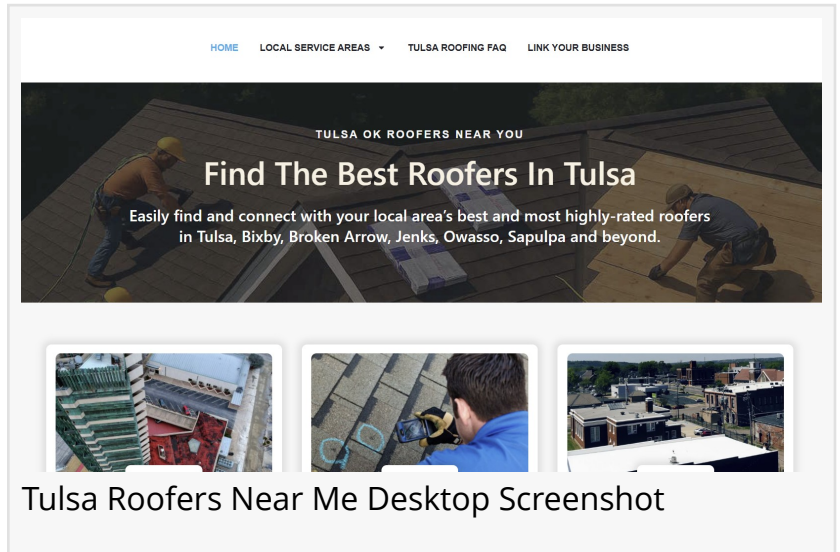 HOME LOCAL SERVICE AREAS TULSA ROOFING FAQ LINK YOUR BUSINESS
TULSA OK ROOFERS NEAR YOU
Find The Best Roofers In Tulsa
Easily find and connect with your local area's best and most highly-rated roofers
in Tulsa, Bixby, Broken Arrow, Jenks, Owasso, Sapulpa and beyond.
Tulsa Roofers Near Me Desktop Screenshot